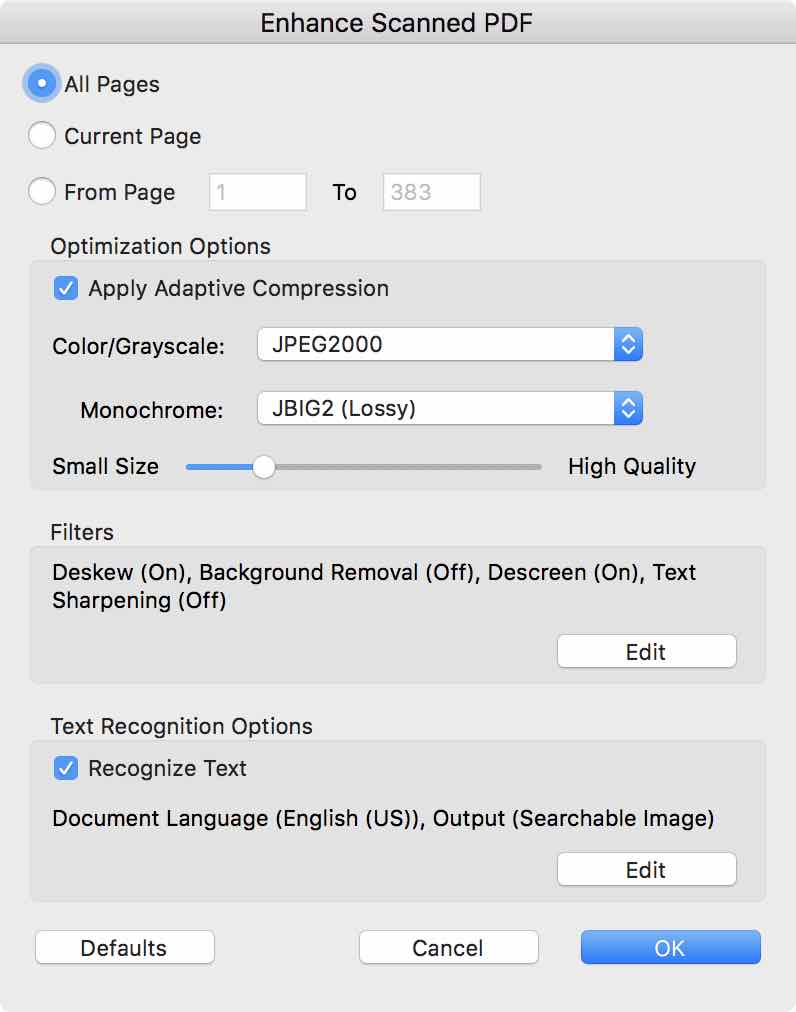 Enhance Scanned PDF
All Pages
Current Page
From Page 1 To 383
Optimization Options
Apply Adaptive Compression
Color/Grayscale: JPEG2000
Monochrome: JBIG2 (Lossy)
Small Size High Quality
Filters
Deskew (On), Background Removal (Off), Descreen (On), Text
Sharpening (Off)
Edit
Text Recognition Options
Recognize Text
Document Language (English (US)), Output (Searchable Image)
Edit
Defaults Cancel OK